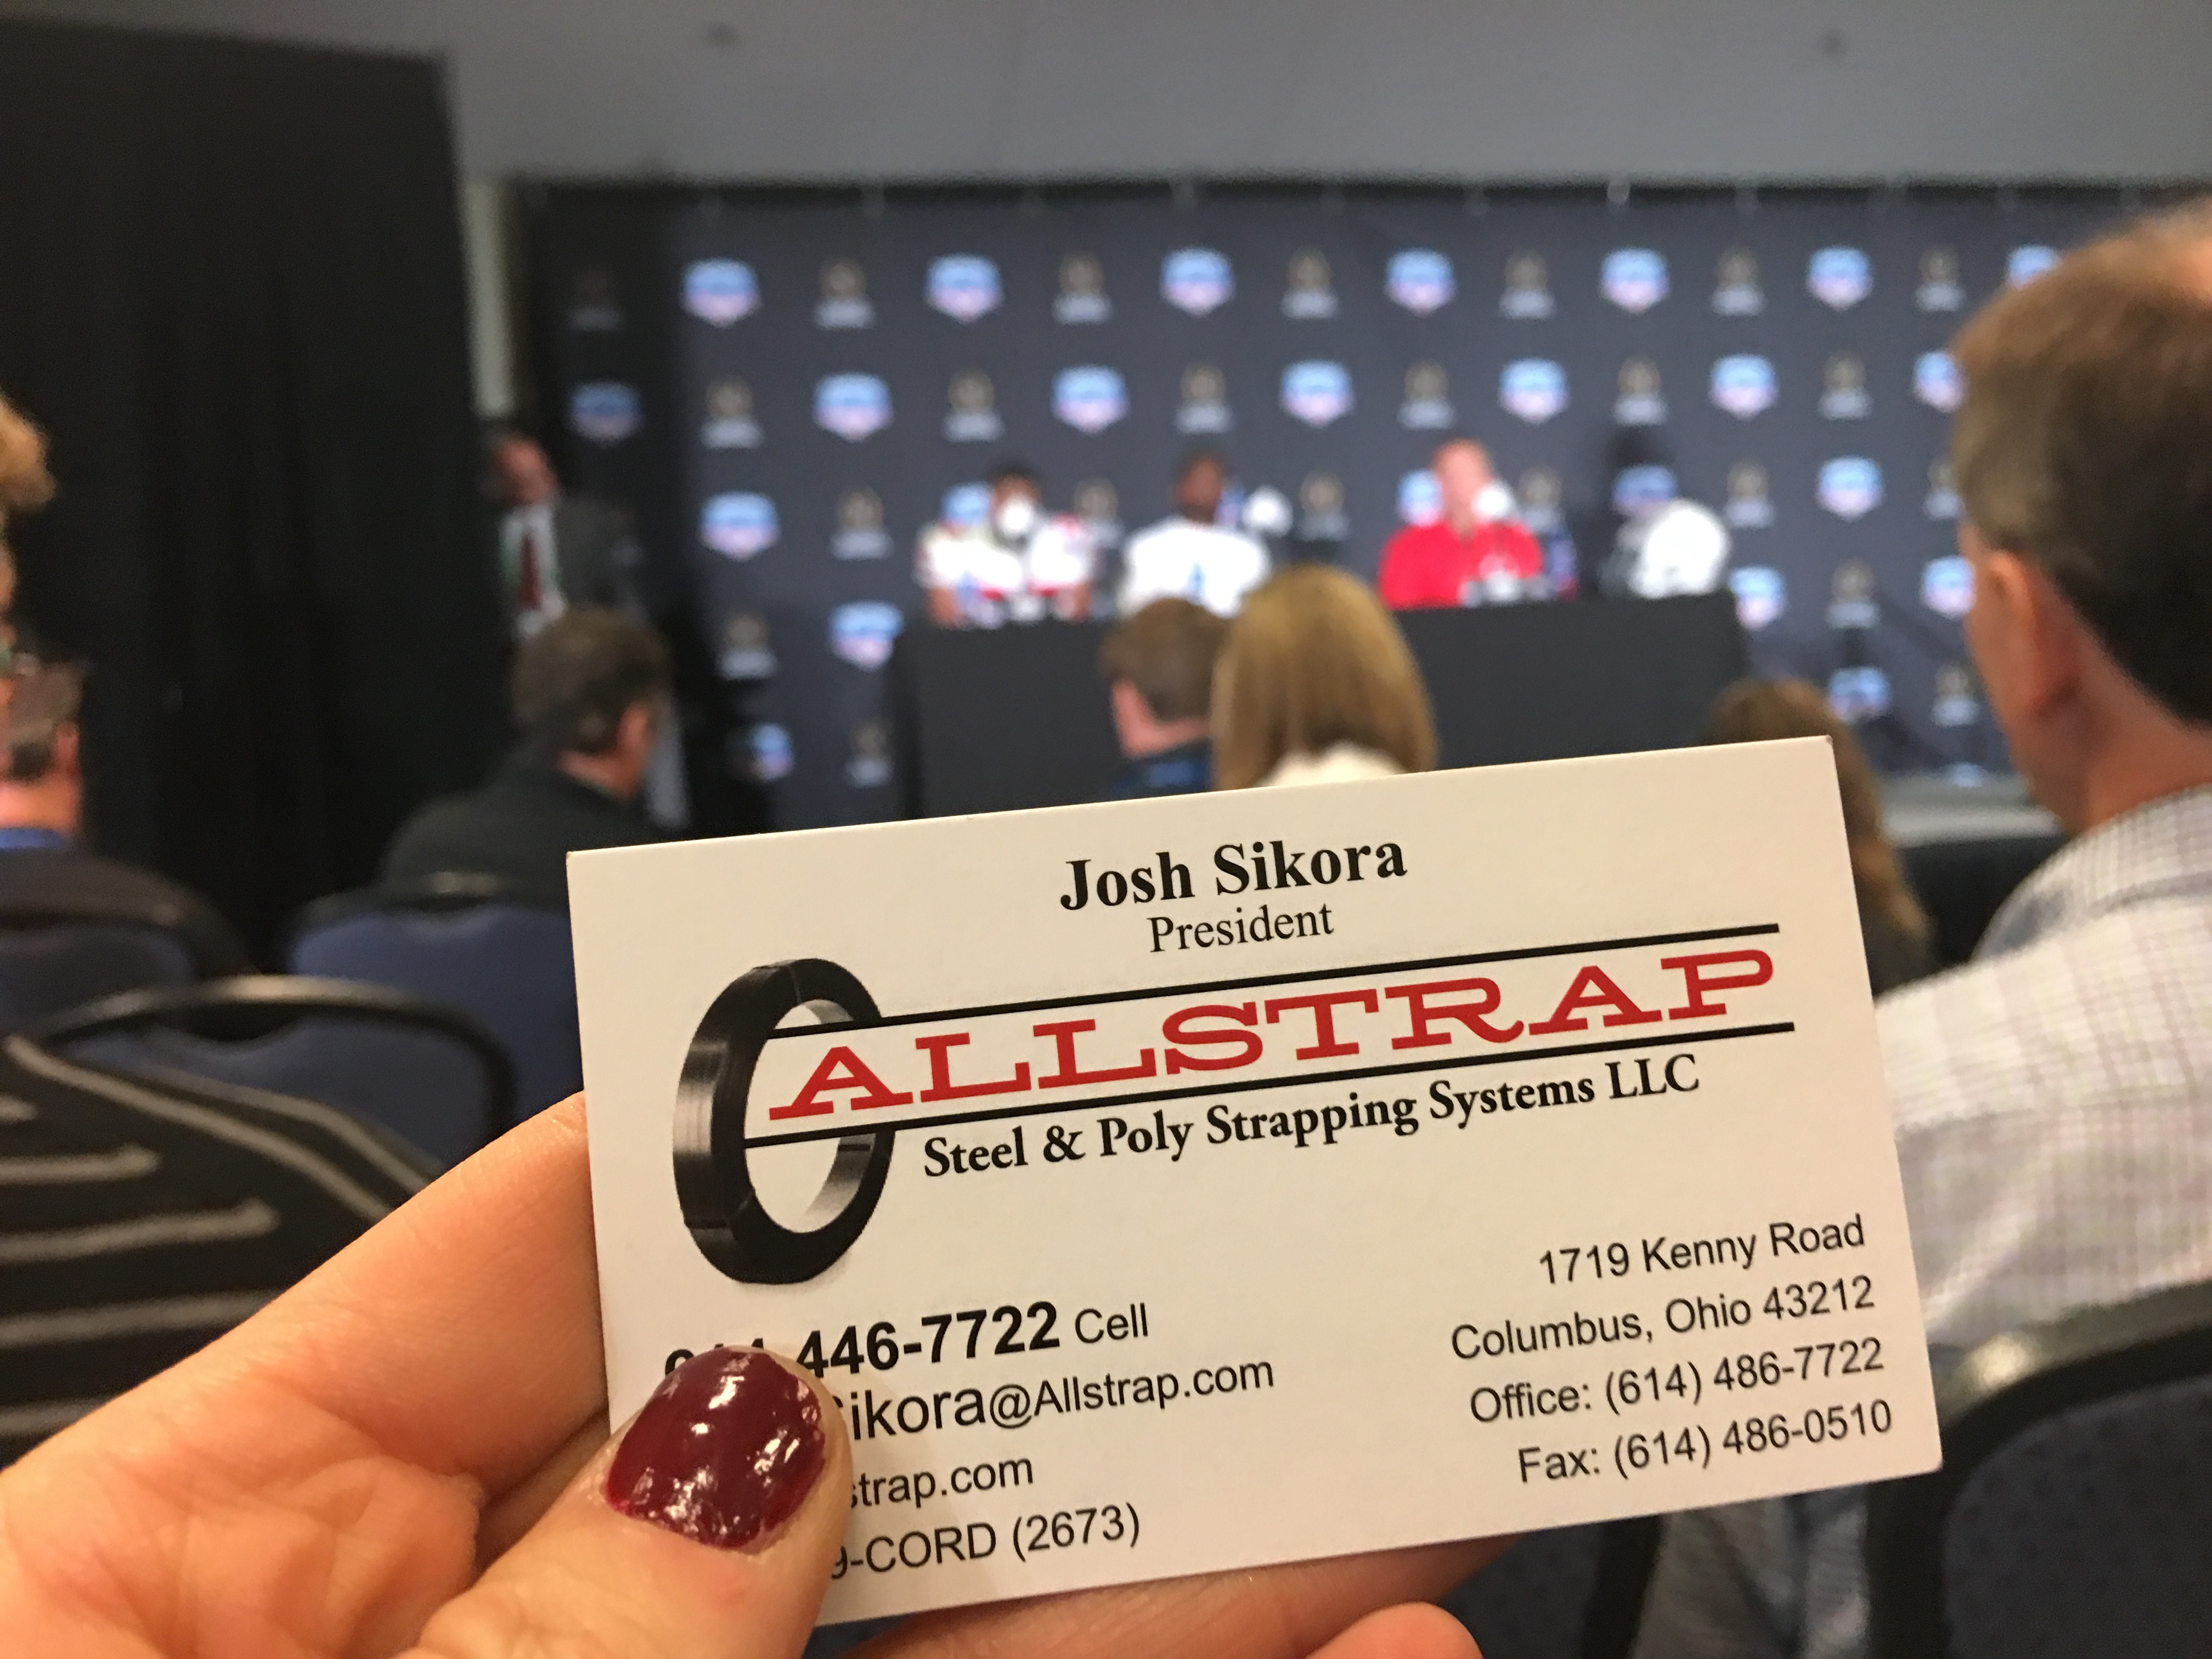 Josh Sikora
President
ALLSTRAP
Steel & Poly Strapping Systems LLC
446-7722 Cell
ikora@Allstrap.com
strap.com
-CORD (2673)
1719 Kenny Road
Columbus, Ohio 43212
Office: (614) 486-7722
Fax: (614) 486-0510